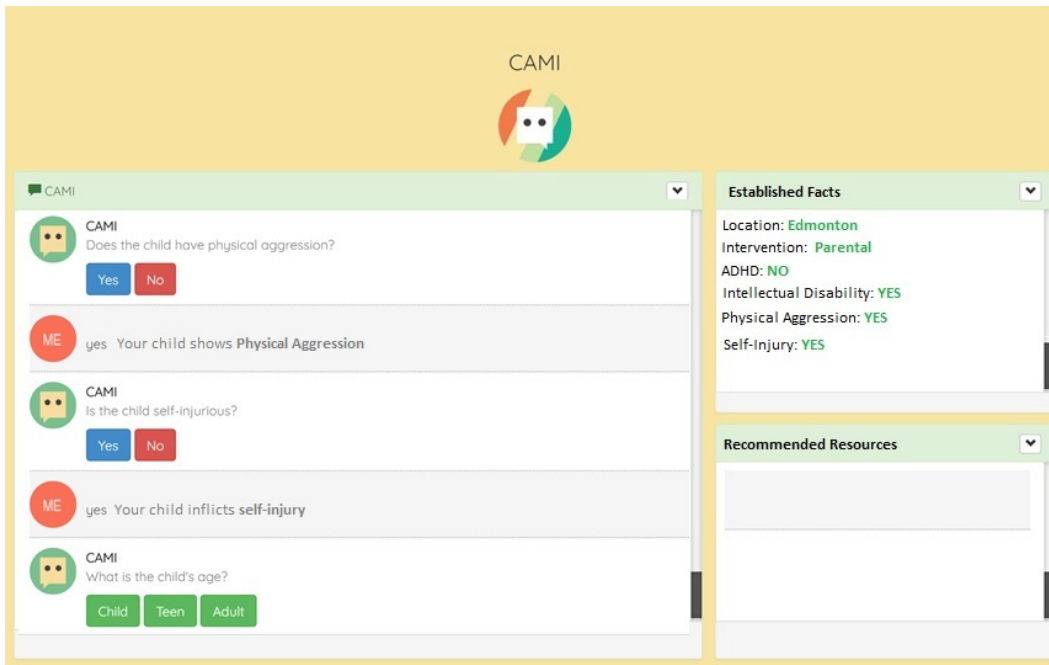 CAMI
CAMI
CAMI
Does the child have physical aggression?
Yes No
ME yes Your child shows Physical Aggression
CAMI
Is the child self-injurious?
Yes No
ME yes Your child inflicts self-injury
CAMI
What is the child's age?
Child Teen Adult
Established Facts
Location: Edmonton
Intervention: Parental
ADHD: NO
Intellectual Disability: YES
Physical Aggression: YES
Self-Injury: YES
Recommended Resources